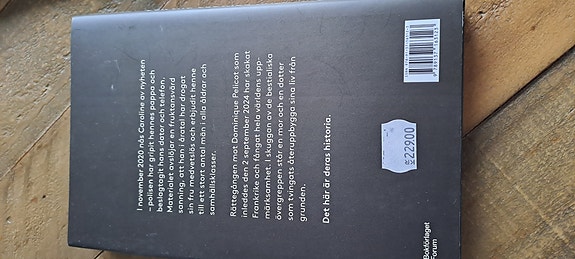 I november 2020 nås Caroline av nyheten
– polisen har gripit hennes pappa och
beslagtagit hans dator och telefon.
Materialet avslöjar en fruktansvärd
sanning, att han i åratal har drogat
sin fru medvetslös och erbjudit henne
till ett stort antal män i alla åldrar och
samhällsklasser.
Rättegången mot Dominique Pelicot som
inleddes den 2 september 2024 har skakat
Frankrike och fångat hela världens upp-
märksamhet. I skuggan av de bestialiska
övergreppen står en mor och en dotter
som tvingats återuppbygga sina liv från
grunden.
Det här är deras historia.
229.00
Bokförlaget
Forum